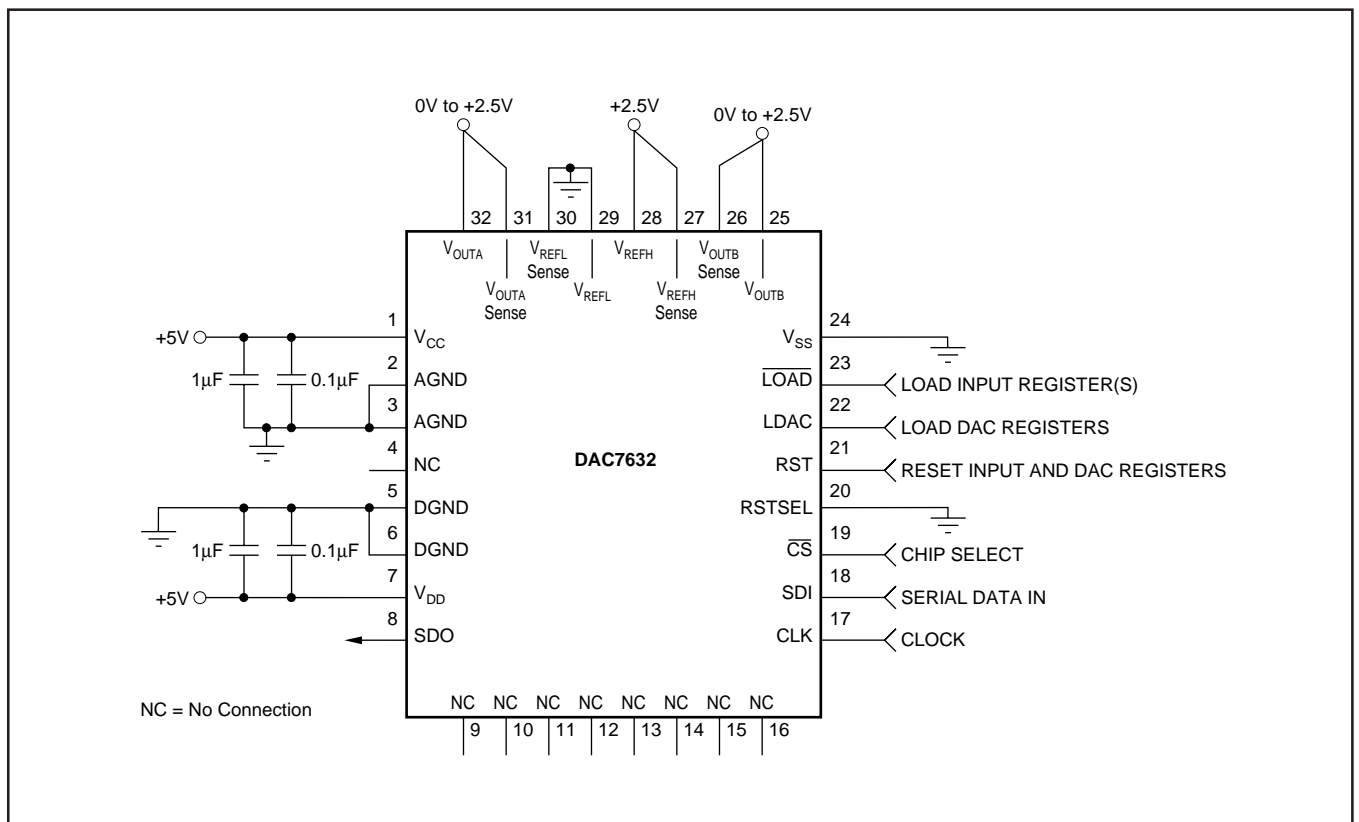 0V to +2.5V
+2.5V
0V to +2.5V
32 31 30 29 28 27 26 25
VOUTA
VOUTA
Sense
VREFL
Sense
VREFL
VREFH
VREFH
Sense
VOUTB
Sense
VOUTB
+5V
1µF
0.1µF
1 VCC
2 AGND
3 AGND
4 NC
5 DGND
6 DGND
7 VDD
8 SDO
1µF
0.1µF
+5V
DAC7632
VSS 24
LOAD 23 LOAD INPUT REGISTER(S)
LDAC 22 LOAD DAC REGISTERS
RST 21 RESET INPUT AND DAC REGISTERS
RSTSEL 20
CS 19 CHIP SELECT
SDI 18 SERIAL DATA IN
CLK 17 CLOCK
NC NC NC NC NC NC NC NC
9 10 11 12 13 14 15 16
NC = No Connection